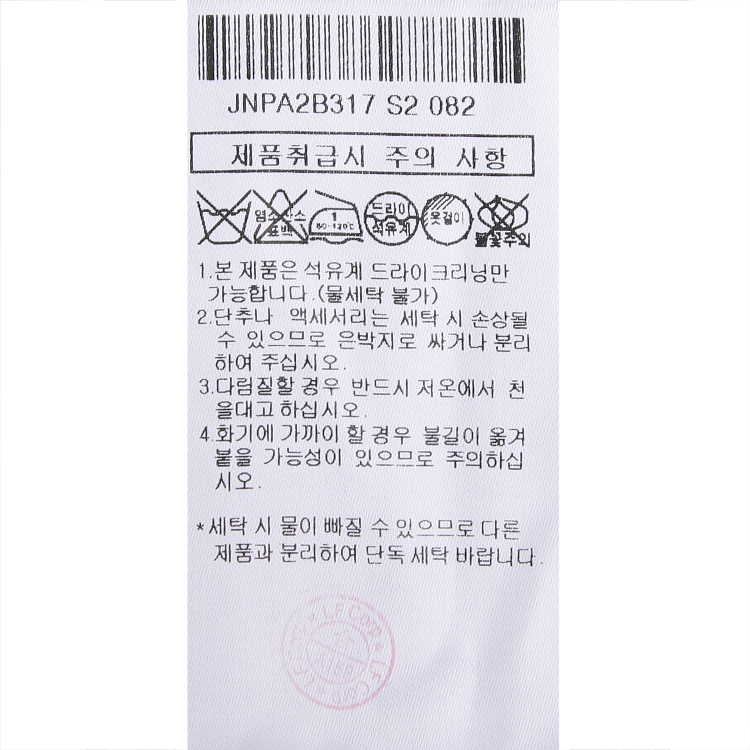 JNPA2B317 S2 082
제품취급시 주의 사항
염소산소 표백
1 80-120℃
드라이 석유계
옷걸이
불꽃주의
1.본 제품은 석유계 드라이크리닝만
가능합니다.(물세탁 불가)
2.단추나 액세서리는 세탁 시 손상될
수 있으므로 은박지로 싸거나 분리
하여 주십시오.
3.다림질할 경우 반드시 저온에서 천
을대고 하십시오.
4.화기에 가까이 할 경우 불길이 옮겨
붙을 가능성이 있으므로 주의하십
시오.
*세탁 시 물이 빠질 수 있으므로 다른
제품과 분리하여 단독 세탁 바랍니다.
LF Corp * LF Corp * LF Corp *